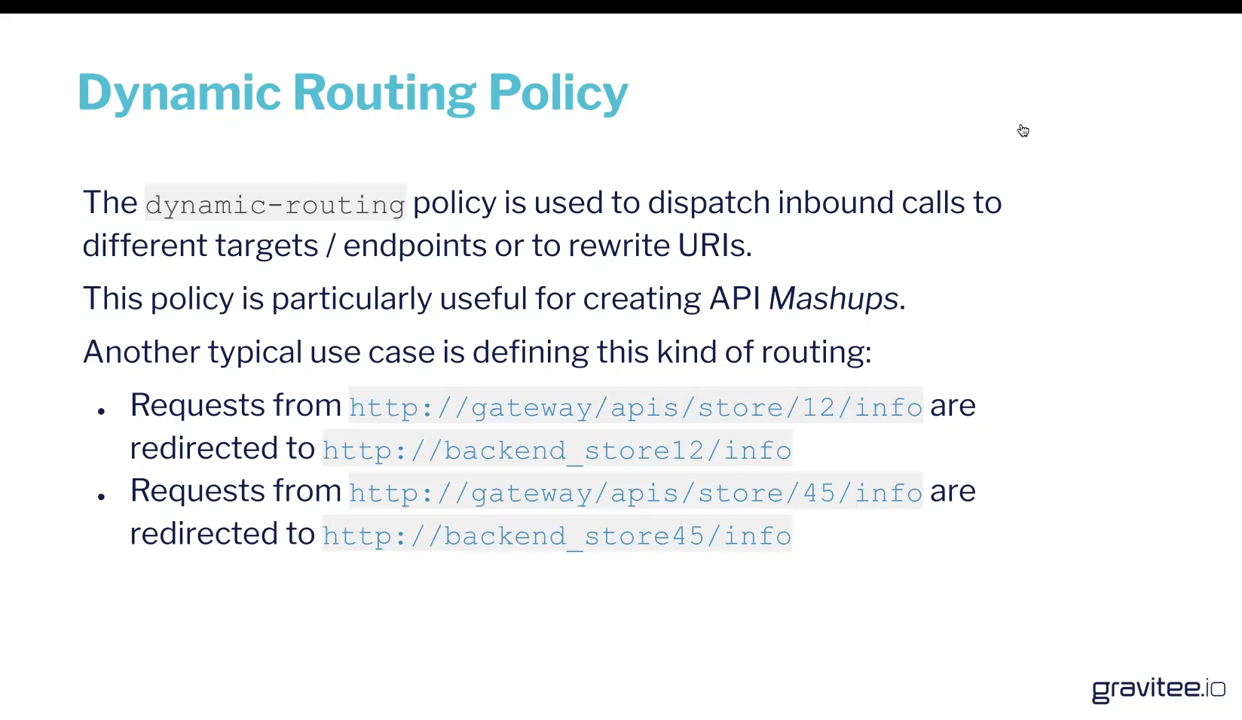 Dynamic Routing Policy
The dynamic-routing policy is used to dispatch inbound calls to
different targets / endpoints or to rewrite URIs.
This policy is particularly useful for creating API Mashups.
Another typical use case is defining this kind of routing:
• Requests from http://gateway/apis/store/12/info are
redirected to http://backend_store12/info
• Requests from http://gateway/apis/store/45/info are
redirected to http://backend_store45/info
gravitee.io